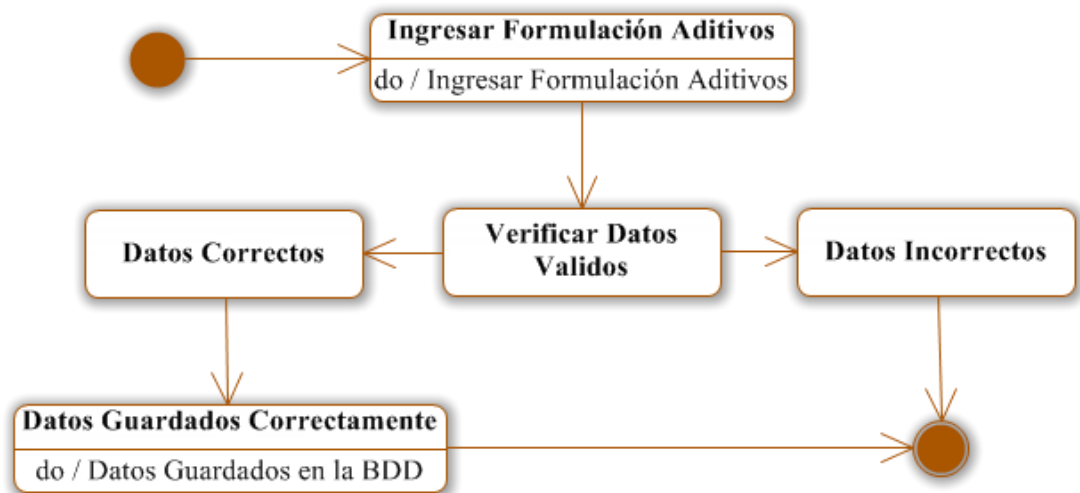 Ingresar Formulación Aditivos
do / Ingresar Formulación Aditivos
Datos Correctos
Verificar Datos
Validos
Datos Incorrectos
Datos Guardados Correctamente
do / Datos Guardados en la BDD